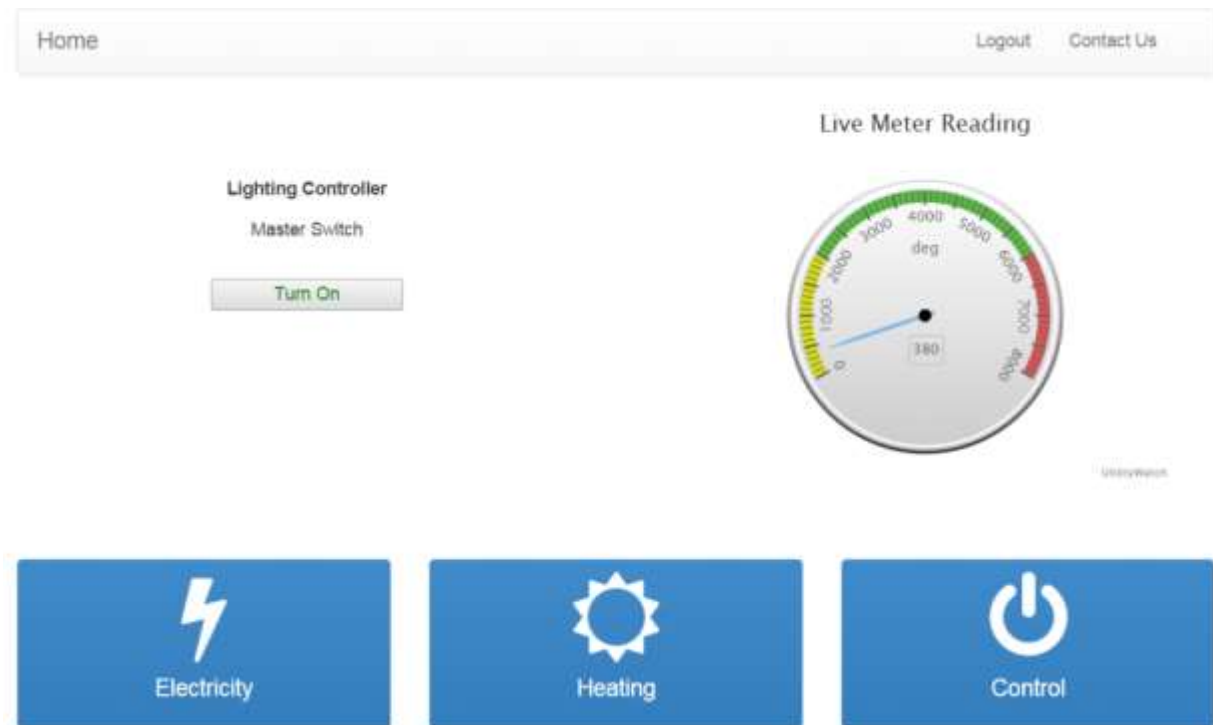 Home
Logout
Contact Us
Live Meter Reading
Lighting Controller
Master Switch
Turn On
0
1000
2000
3000
4000
5000
6000
7000
8000
deg
380
Electricity
Heating
Control